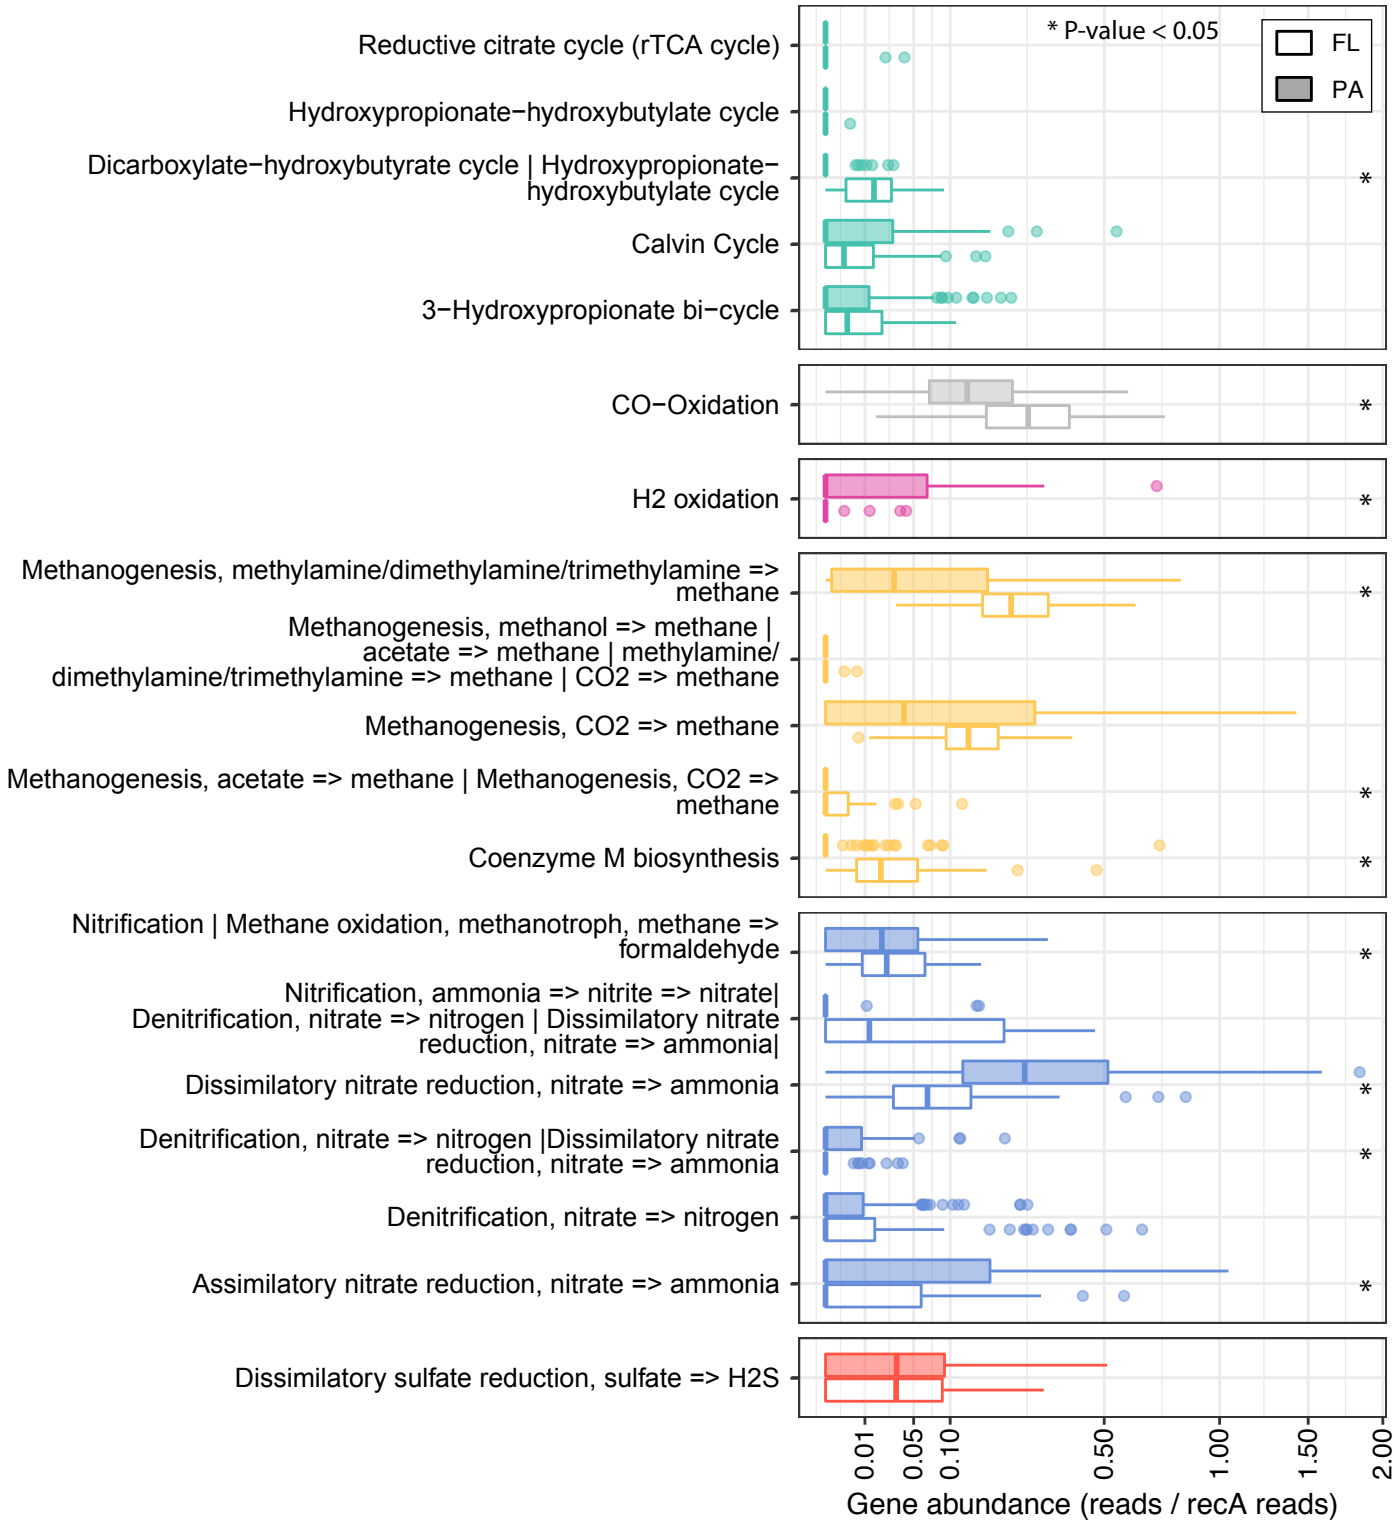 * P-value < 0.05
FL
PA
Reductive citrate cycle (rTCA cycle)
Hydroxypropionate−hydroxybutylate cycle
Dicarboxylate−hydroxybutyrate cycle | Hydroxypropionate−
hydroxybutylate cycle
*
Calvin Cycle
3−Hydroxypropionate bi−cycle
CO−Oxidation
*
H2 oxidation
*
Methanogenesis, methylamine/dimethylamine/trimethylamine =>
methane
*
Methanogenesis, methanol => methane |
acetate => methane | methylamine/
dimethylamine/trimethylamine => methane | CO2 => methane
Methanogenesis, CO2 => methane
Methanogenesis, acetate => methane | Methanogenesis, CO2 =>
methane
*
Coenzyme M biosynthesis
*
Nitrification | Methane oxidation, methanotroph, methane =>
formaldehyde
*
Nitrification, ammonia => nitrite => nitrate|
Denitrification, nitrate => nitrogen | Dissimilatory nitrate
reduction, nitrate => ammonia|
Dissimilatory nitrate reduction, nitrate => ammonia
*
Denitrification, nitrate => nitrogen |Dissimilatory nitrate
reduction, nitrate => ammonia
*
Denitrification, nitrate => nitrogen
Assimilatory nitrate reduction, nitrate => ammonia
*
Dissimilatory sulfate reduction, sulfate => H2S
0.01
0.05
0.10
0.50
1.00
1.50
2.00
Gene abundance (reads / recA reads)